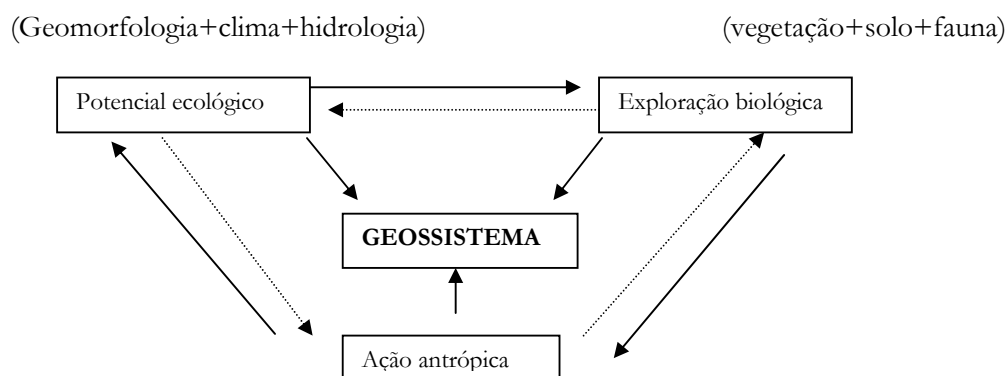 (Geomorfologia+clima+hidrologia) (vegetação+solo+fauna)
Potencial ecológico Exploração biológica
GEOSSISTEMA
Ação antrópica